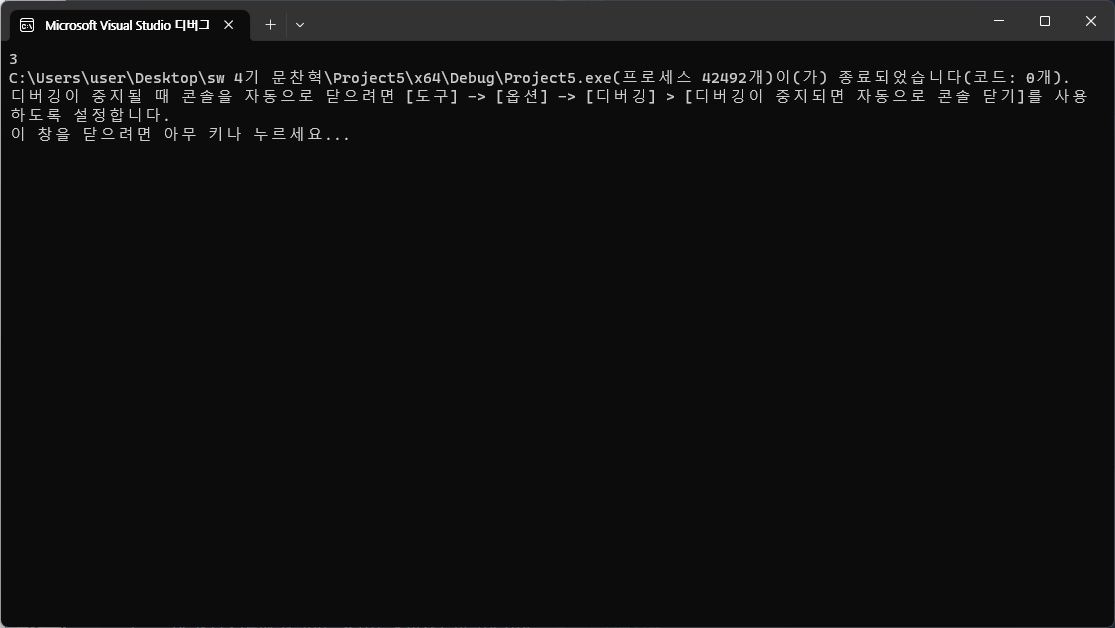 Microsoft Visual Studio 디버그
3
C:\Users\user\Desktop\sw 4기 문찬혁\Project5\x64\Debug\Project5.exe(프로세스 42492개)이(가) 종료되었습니다(코드: 0개).
디버깅이 중지될 때 콘솔을 자동으로 닫으려면 [도구] -> [옵션] -> [디버깅] > [디버깅이 중지되면 자동으로 콘솔 닫기]를 사용
하도록 설정합니다.
이 창을 닫으려면 아무 키나 누르세요...